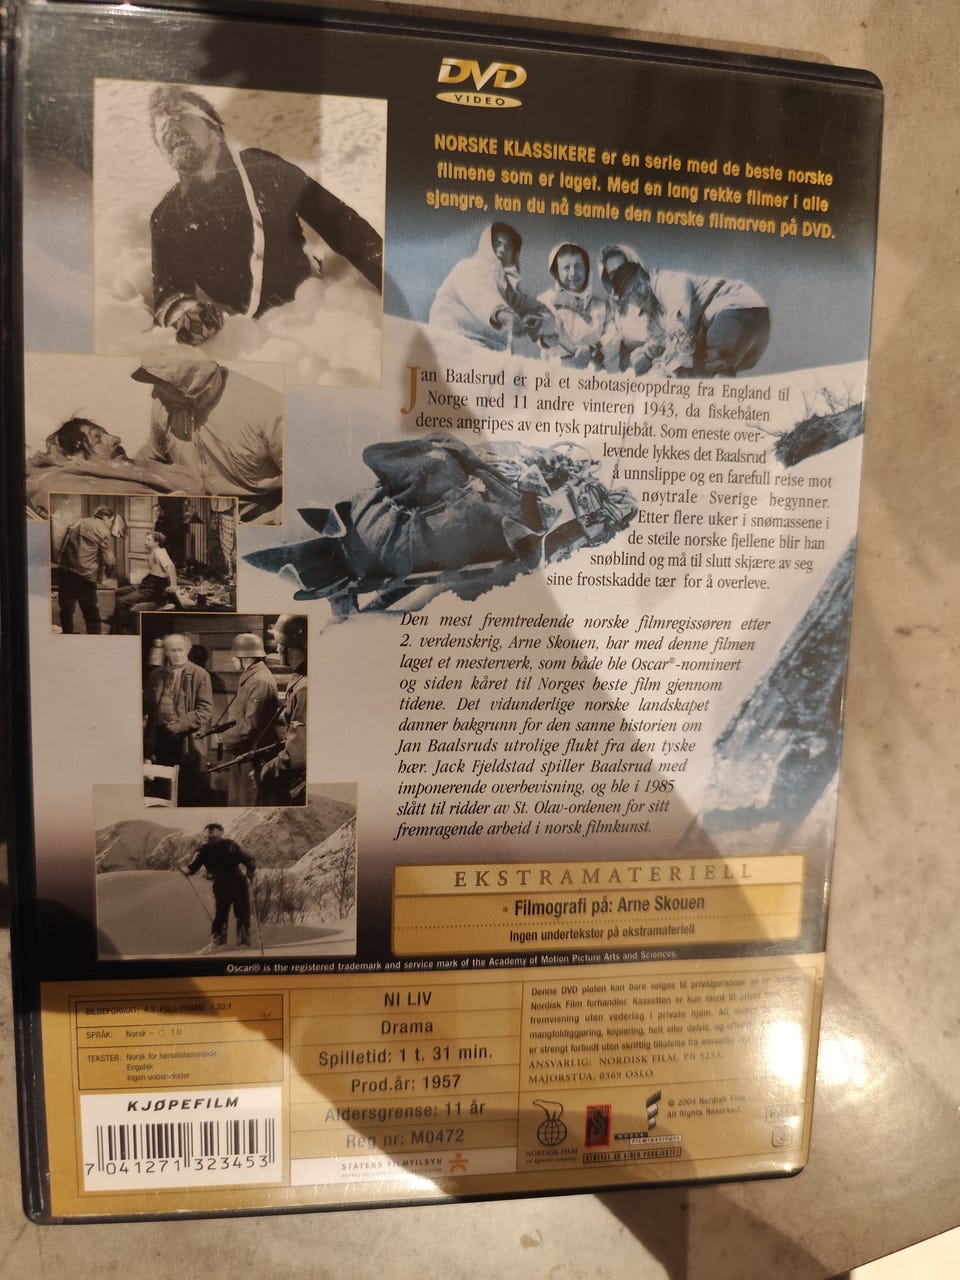 DVD
VIDEO
NORSKE KLASSIKERE er en serie med de beste norske
filmene som er laget. Med en lang rekke filmer i alle
sjangre, kan du nå samle den norske filmarven på DVD.
Jan Baalsrud er på et sabotasjeoppdrag fra England til
Norge med 11 andre vinteren 1943, da fiskebåten
deres angripes av en tysk patruljebåt. Som eneste over-
levende lykkes det Baalsrud
å unnslippe og en farefull reise mot
nøytrale Sverige begynner.
Etter flere uker i snømassene i
de steile norske fjellene blir han
snøblind og må til slutt skjære av seg
sine frostskadde tær for å overleve.
Den mest fremtredende norske filmregissøren etter
2. verdenskrig, Arne Skouen, har med denne filmen
laget et mesterverk, som både ble Oscar®-nominert
og siden kåret til Norges beste film gjennom
tidene. Det vidunderlige norske landskapet
danner bakgrunn for den sanne historien om
Jan Baalsruds utrolige flukt fra den tyske
hær. Jack Fjeldstad spiller Baalsrud med
imponerende overbevisning, og ble i 1985
slått til ridder av St. Olav-ordenen for sitt
fremragende arbeid i norsk filmkunst.
EKSTRAMATERIELL
• Filmografi på: Arne Skouen
Ingen undertekster på ekstramateriell
Oscar® is the registered trademark and service mark of the Academy of Motion Picture Arts and Sciences.
BILDEFORMAT: 4:3 FULL FRAME 1.33:1
SPRÅK: Norsk – 1.0
TEKSTER: Norsk for hørselshemmede
Engelsk
Ingen undertekster
KJØPEFILM
7 041271 323453
NI LIV
Drama
Spilletid: 1 t, 31 min.
Prod.år: 1957
Aldersgrense: 11 år
Reg nr: M0472
STATENS FILMTILSYN
Denne DVD platen kan bare selges til privatpersoner av en
Nordisk Film forhandler. Kassetten er kun ment til privat
fremvisning uten vederlag i private hjem. All
mangfoldiggjøring, kopiering, helt eller delvis, og
er strengt forbudt uten skriftlig tillatelse fra ansvarlig
ANSVARLIG: NORDISK FILM, PB 5253,
MAJORSTUA, 0369 OSLO
© 2004 Nordisk Film
All Rights Reserved.
NORDISK FILM
NORSK FILMINSTITUTT
PAL